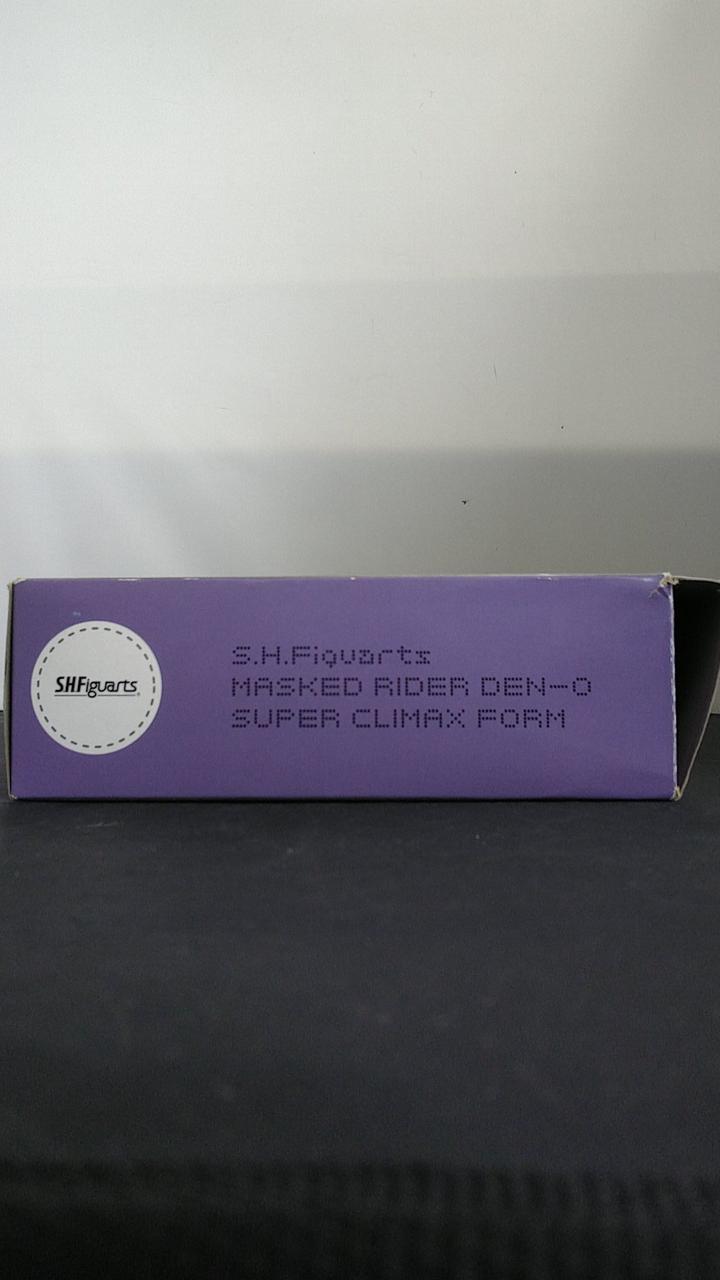 SHFiguarts
S.H.Figuarts
MASKED RIDER DEN-O
SUPER CLIMAX FORM